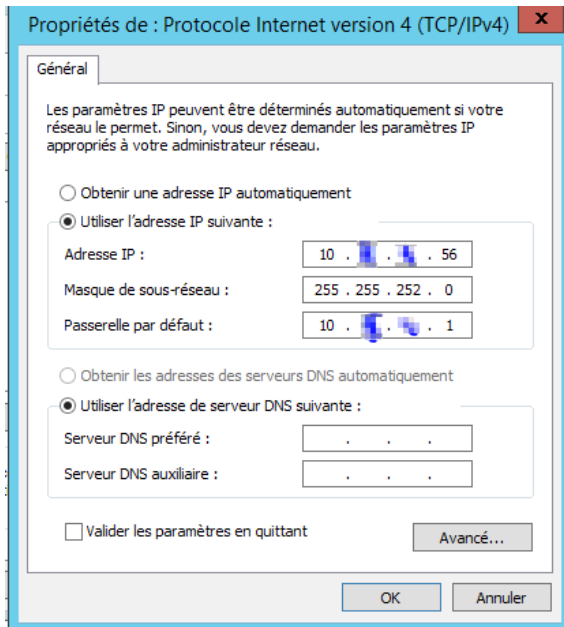 Propriétés de : Protocole Internet version 4 (TCP/IPv4)
x
Général
Les paramètres IP peuvent être déterminés automatiquement si votre
réseau le permet. Sinon, vous devez demander les paramètres IP
appropriés à votre administrateur réseau.
Obtenir une adresse IP automatiquement
Utiliser l'adresse IP suivante :
Adresse IP : 10 . . . 56
Masque de sous-réseau : 255 . 255 . 252 . 0
Passerelle par défaut : 10 . . . 1
Obtenir les adresses des serveurs DNS automatiquement
Utiliser l'adresse de serveur DNS suivante :
Serveur DNS préféré : . . .
Serveur DNS auxiliaire : . . .
Valider les paramètres en quittant
Avancé...
OK Annuler